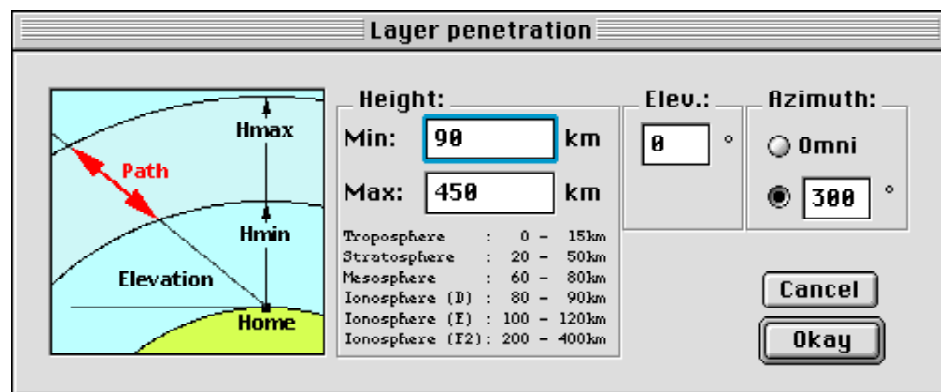 Layer penetration
Hmax
Path
Hmin
Elevation
Home
Height:
Min: 90 km
Max: 450 km
Troposphere : 0 - 15km
Stratosphere : 20 - 50km
Mesosphere : 60 - 80km
Ionosphere (D) : 80 - 90km
Ionosphere (E) : 100 - 120km
Ionosphere (F2): 200 - 400km
Elev.:
0 °
Azimuth:
Omni
300 °
Cancel
Okay